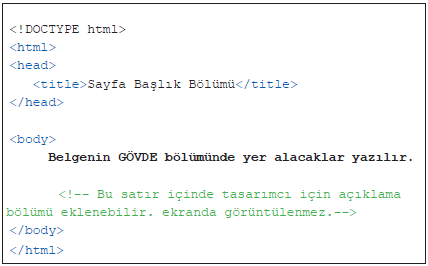 <!DOCTYPE html>
<html>
<head>
<title>Sayfa Başlık Bölümü</title>
</head>
<body>
Belgenin GÖVDE bölümünde yer alacaklar yazılır.
<!-- Bu satır içinde tasarımcı için açıklama
bölümü eklenebilir. ekranda görüntülenmez.-->
</body>
</html>